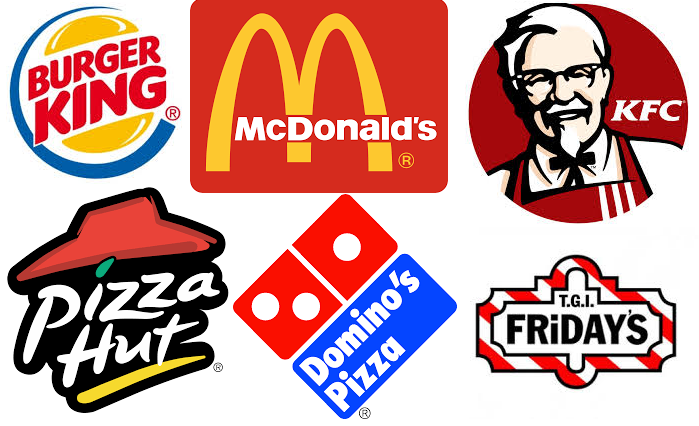 BURGER
KING
®
McDonald's
®
KFC
Pizza
Hut
®
Domino's
Pizza
®
T.G.I.
FRiDAY'S